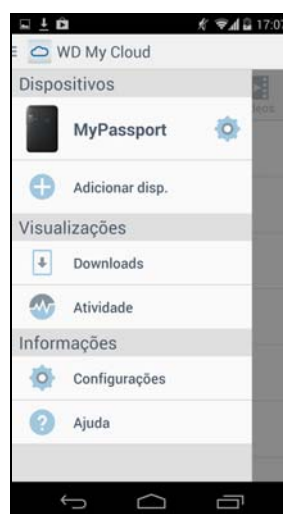 17:07
WD My Cloud
Dispositivos
MyPassport
Adicionar disp.
Visualizações
Downloads
Atividade
Informações
Configurações
Ajuda